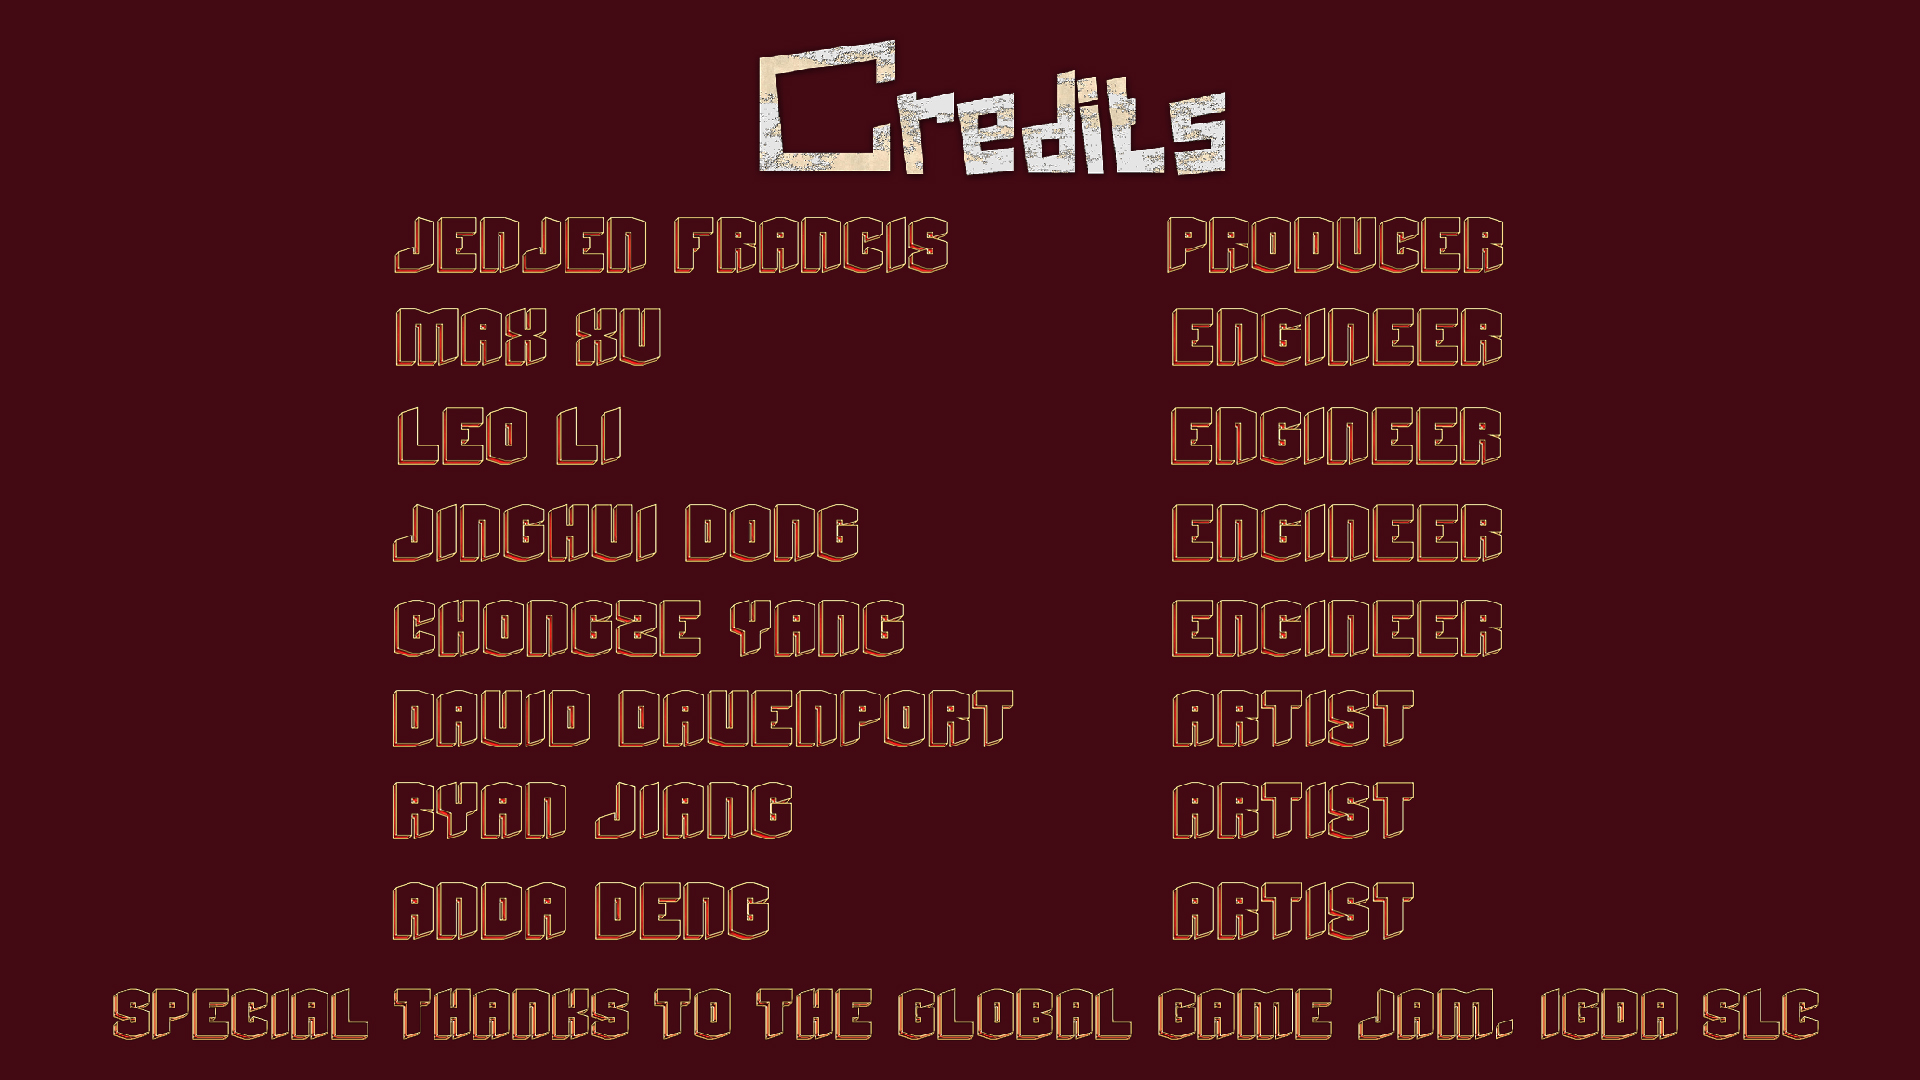 Credits
JENJEN FRANCIS PRODUCER
MAX XU ENGINEER
LEO LI ENGINEER
JINGHUI DONG ENGINEER
CHONGZE YANG ENGINEER
DAVID DAVENPORT ARTIST
RYAN JIANG ARTIST
ANDA DENG ARTIST
SPECIAL THANKS TO THE GLOBAL GAME JAM, IGDA SLC